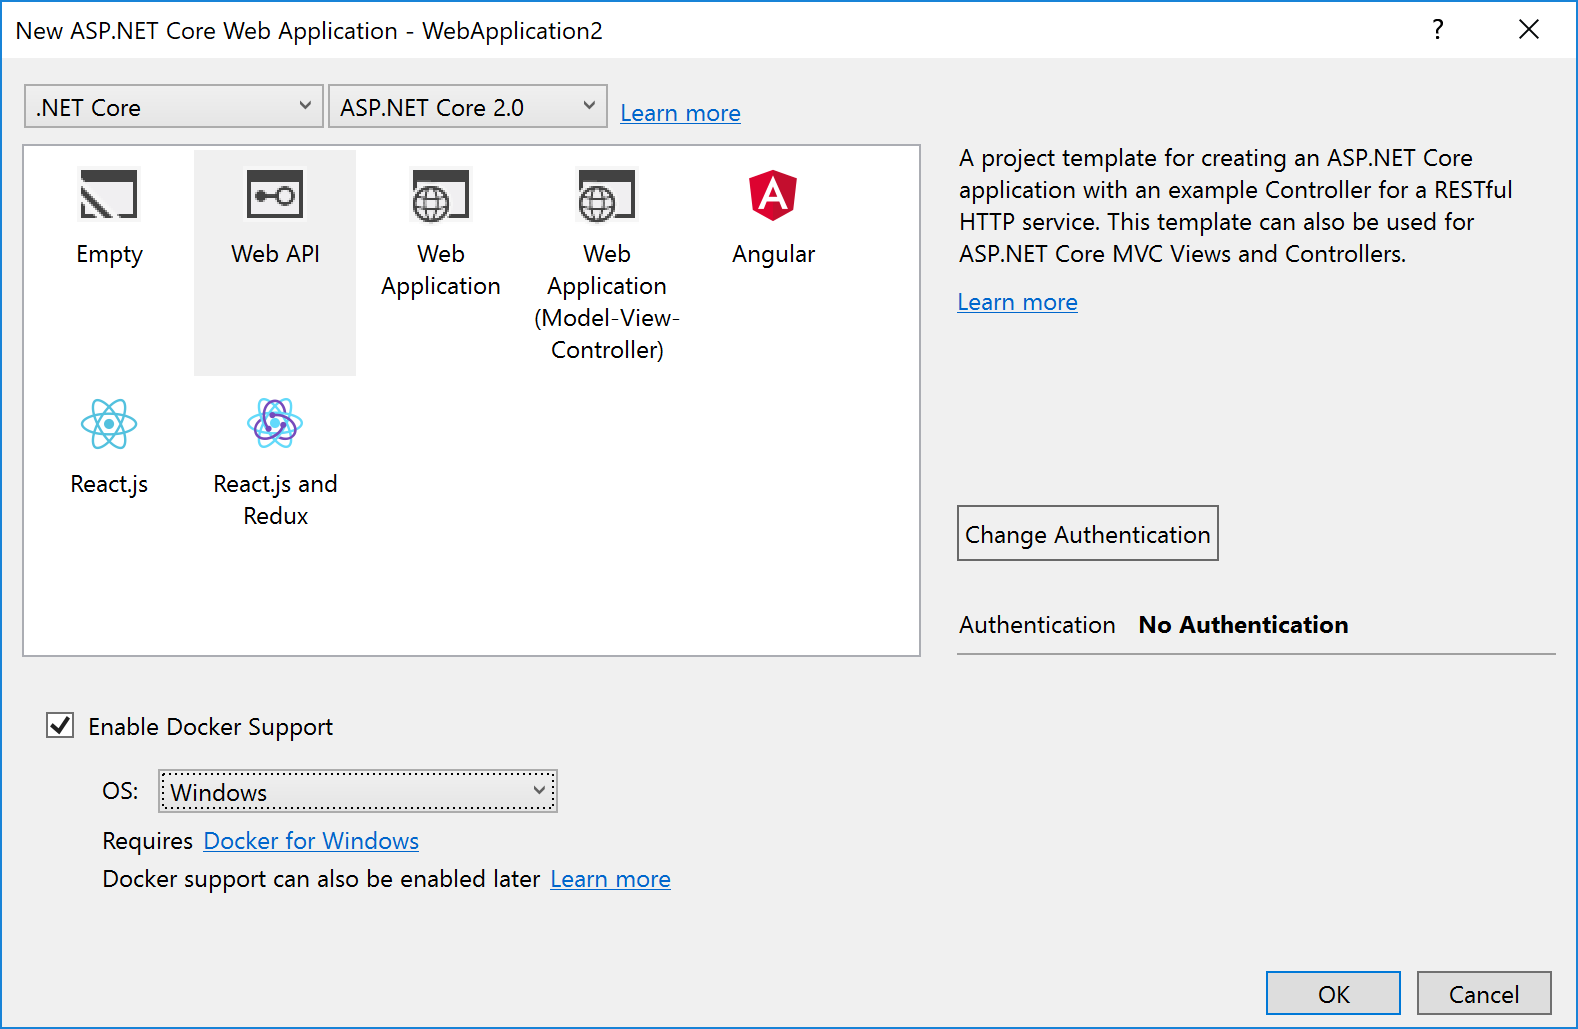 New ASP.NET Core Web Application - WebApplication2
?
.NET Core
ASP.NET Core 2.0
Learn more
Empty
Web API
Web
Application
Web
Application
(Model-View-
Controller)
Angular
React.js
React.js and
Redux
A project template for creating an ASP.NET Core
application with an example Controller for a RESTful
HTTP service. This template can also be used for
ASP.NET Core MVC Views and Controllers.
Learn more
Change Authentication
Authentication No Authentication
Enable Docker Support
OS: Windows
Requires Docker for Windows
Docker support can also be enabled later Learn more
OK
Cancel